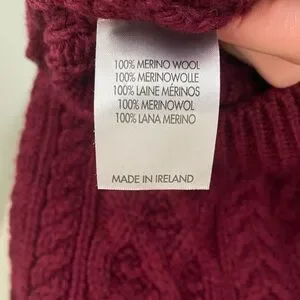 100% MERINO WOOL
100% MERINOWOLLE
100% LAINE MÉRINOS
100% MERINOWOL
100% LANA MERINO
MADE IN IRELAND